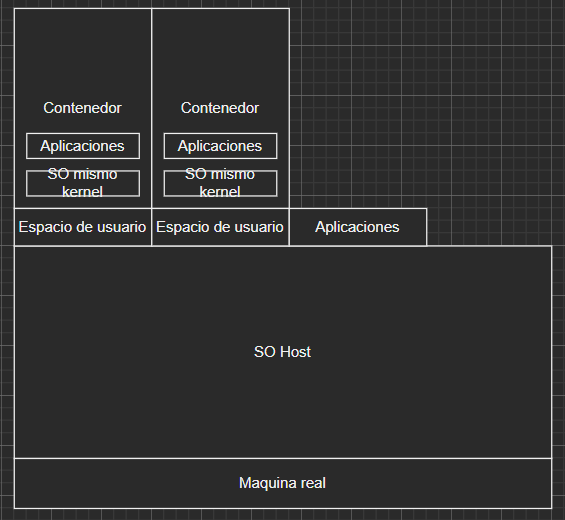 Contenedor
Contenedor
Aplicaciones
Aplicaciones
SO mismo
kernel
SO mismo
kernel
Espacio de usuario
Espacio de usuario
Aplicaciones
SO Host
Maquina real